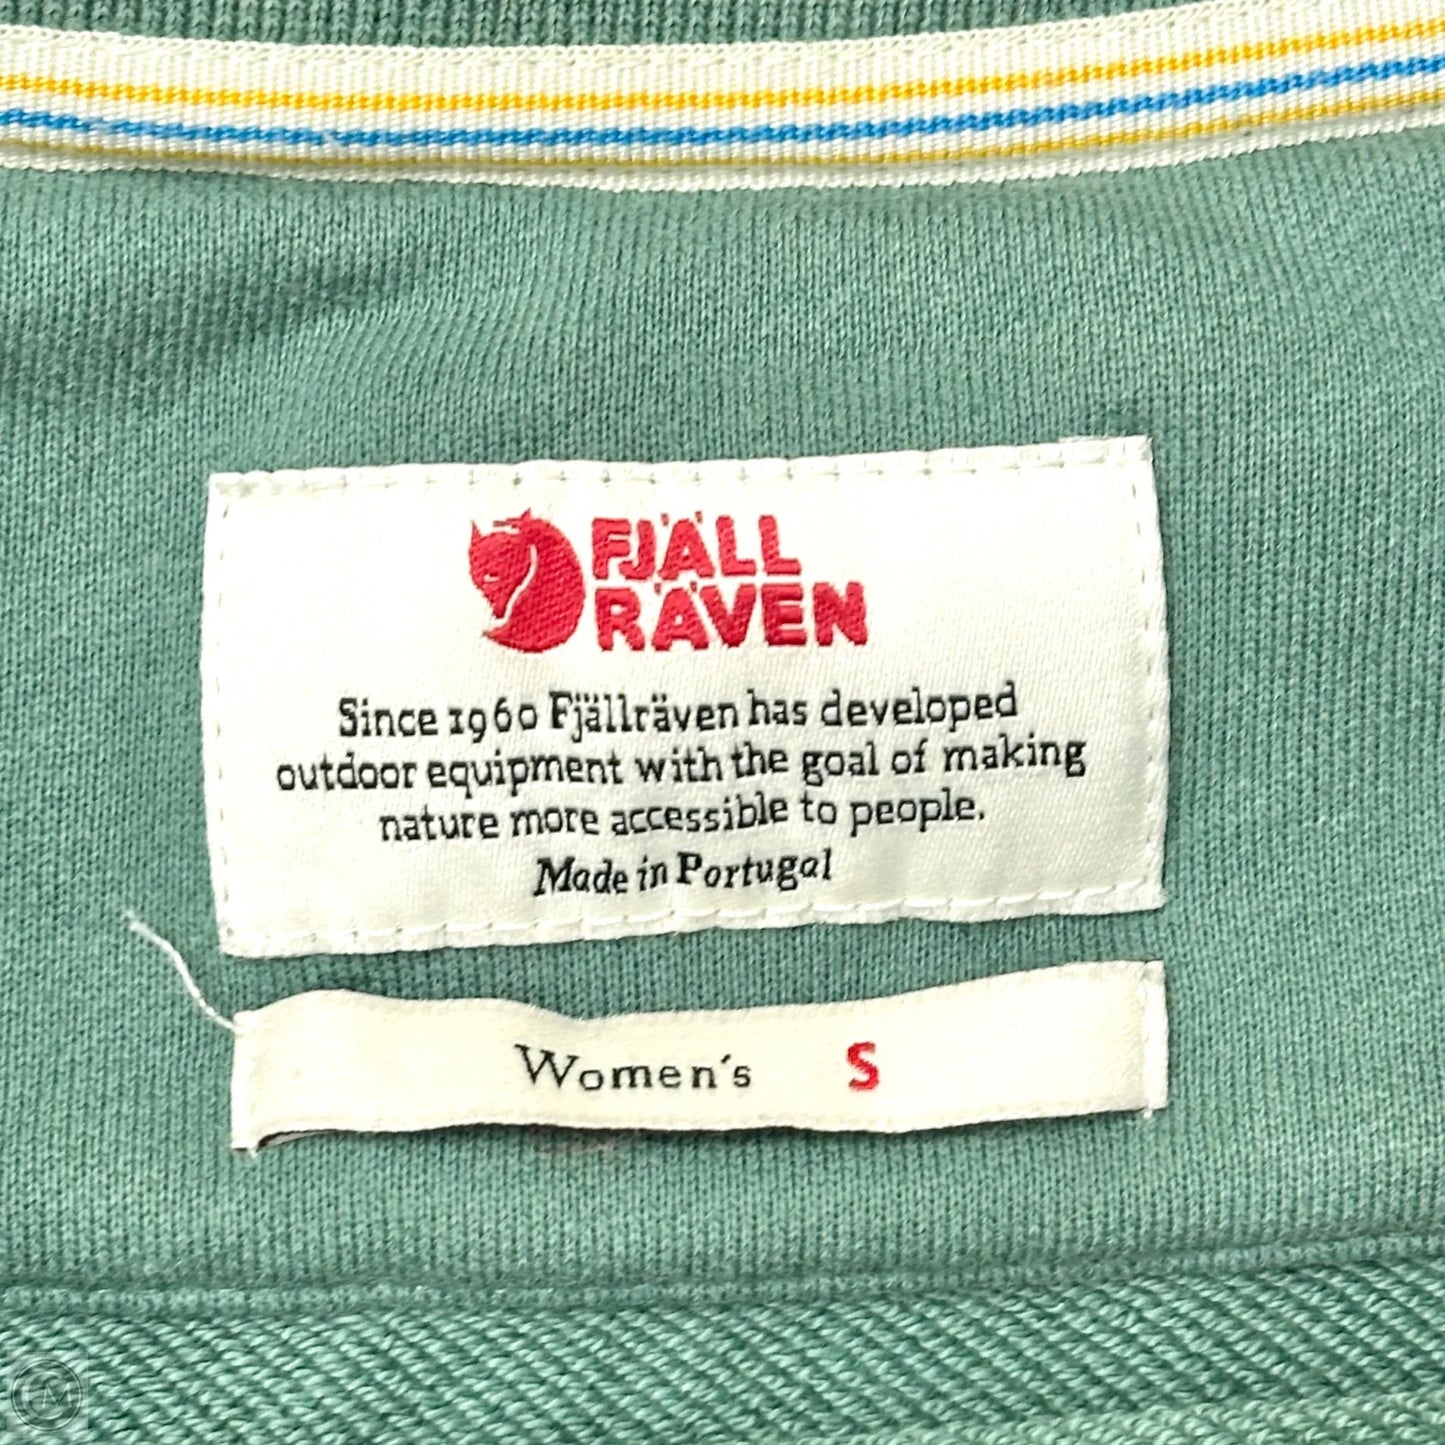 FJÄLL
RÄVEN
Since 1960 Fjällräven has developed
outdoor equipment with the goal of making
nature more accessible to people.
Made in Portugal
Women's S